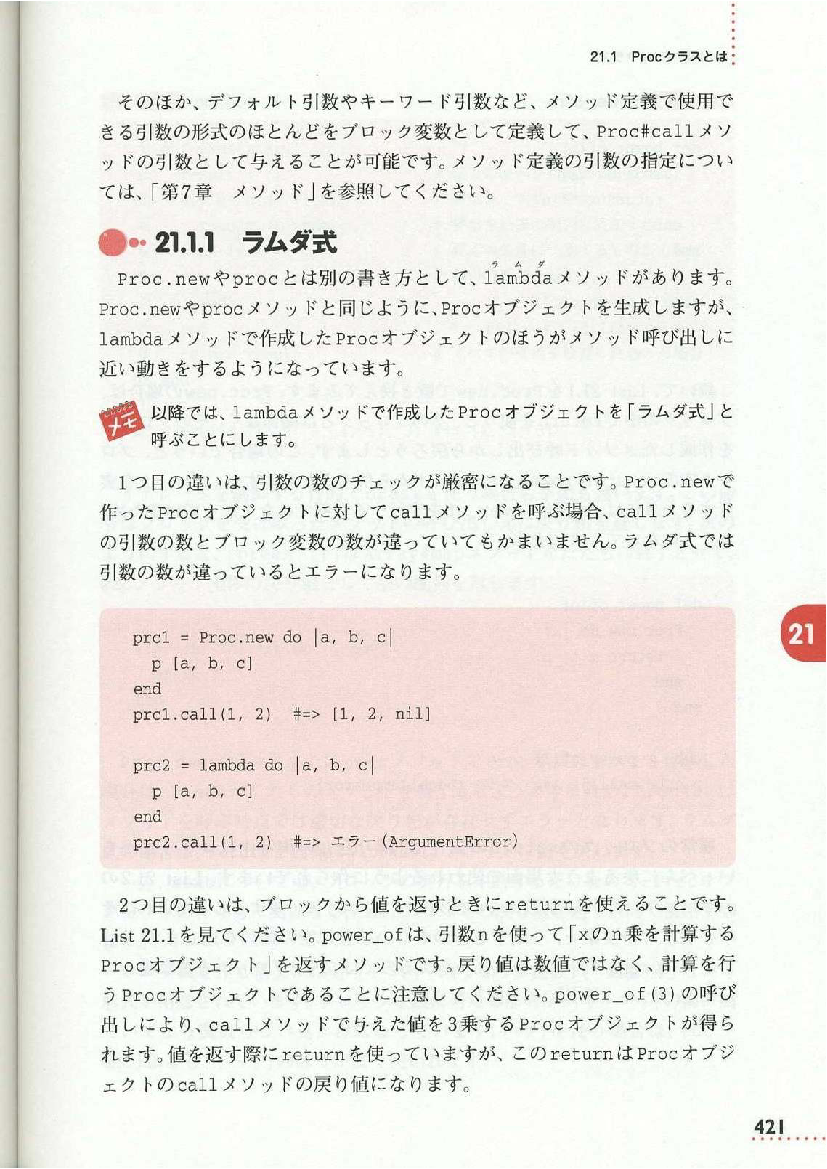 21.1 Procクラスとは
そのほか、デフォルト引数やキーワード引数など、メソッド定義で使用で
きる引数の形式のほとんどをブロック変数として定義して、Proc#callメソ
ッドの引数として与えることが可能です。メソッド定義の引数の指定につい
ては、「第7章　メソッド」を参照してください。
21.1.1 ラムダ式
ラムダ
Proc.newやprocとは別の書き方として、lambdaメソッドがあります。
Proc.newやprocメソッドと同じように、Procオブジェクトを生成しますが、
lambdaメソッドで作成したProcオブジェクトのほうがメソッド呼び出しに
近い動きをするようになっています。
メモ
以降では、lambdaメソッドで作成したProcオブジェクトを「ラムダ式」と
呼ぶことにします。
1つ目の違いは、引数の数のチェックが厳密になることです。Proc.newで
作ったProcオブジェクトに対してcallメソッドを呼ぶ場合、callメソッド
の引数の数とブロック変数の数が違っていてもかまいません。ラムダ式では
引数の数が違っているとエラーになります。
prc1 = Proc.new do |a, b, c|
  p [a, b, c]
end
prc1.call(1, 2)  #=> [1, 2, nil]
prc2 = lambda do |a, b, c|
  p [a, b, c]
end
prc2.call(1, 2)  #=> エラー(ArgumentError)
21
2つ目の違いは、ブロックから値を返すときにreturnを使えることです。
List 21.1を見てください。power_ofは、引数nを使って「xのn乗を計算する
Procオブジェクト」を返すメソッドです。戻り値は数値ではなく、計算を行
うProcオブジェクトであることに注意してください。power_of(3)の呼び
出しにより、callメソッドで与えた値を3乗するProcオブジェクトが得ら
れます。値を返す際にreturnを使っていますが、このreturnはProcオブジ
ェクトのcallメソッドの戻り値になります。
421